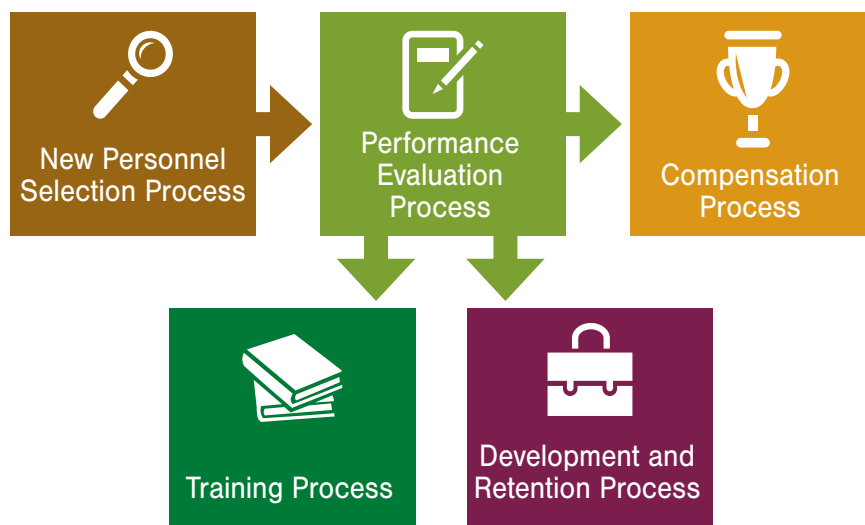 New Personnel
Selection Process
Performance
Evaluation
Process
Compensation
Process
Training Process
Development and
Retention Process